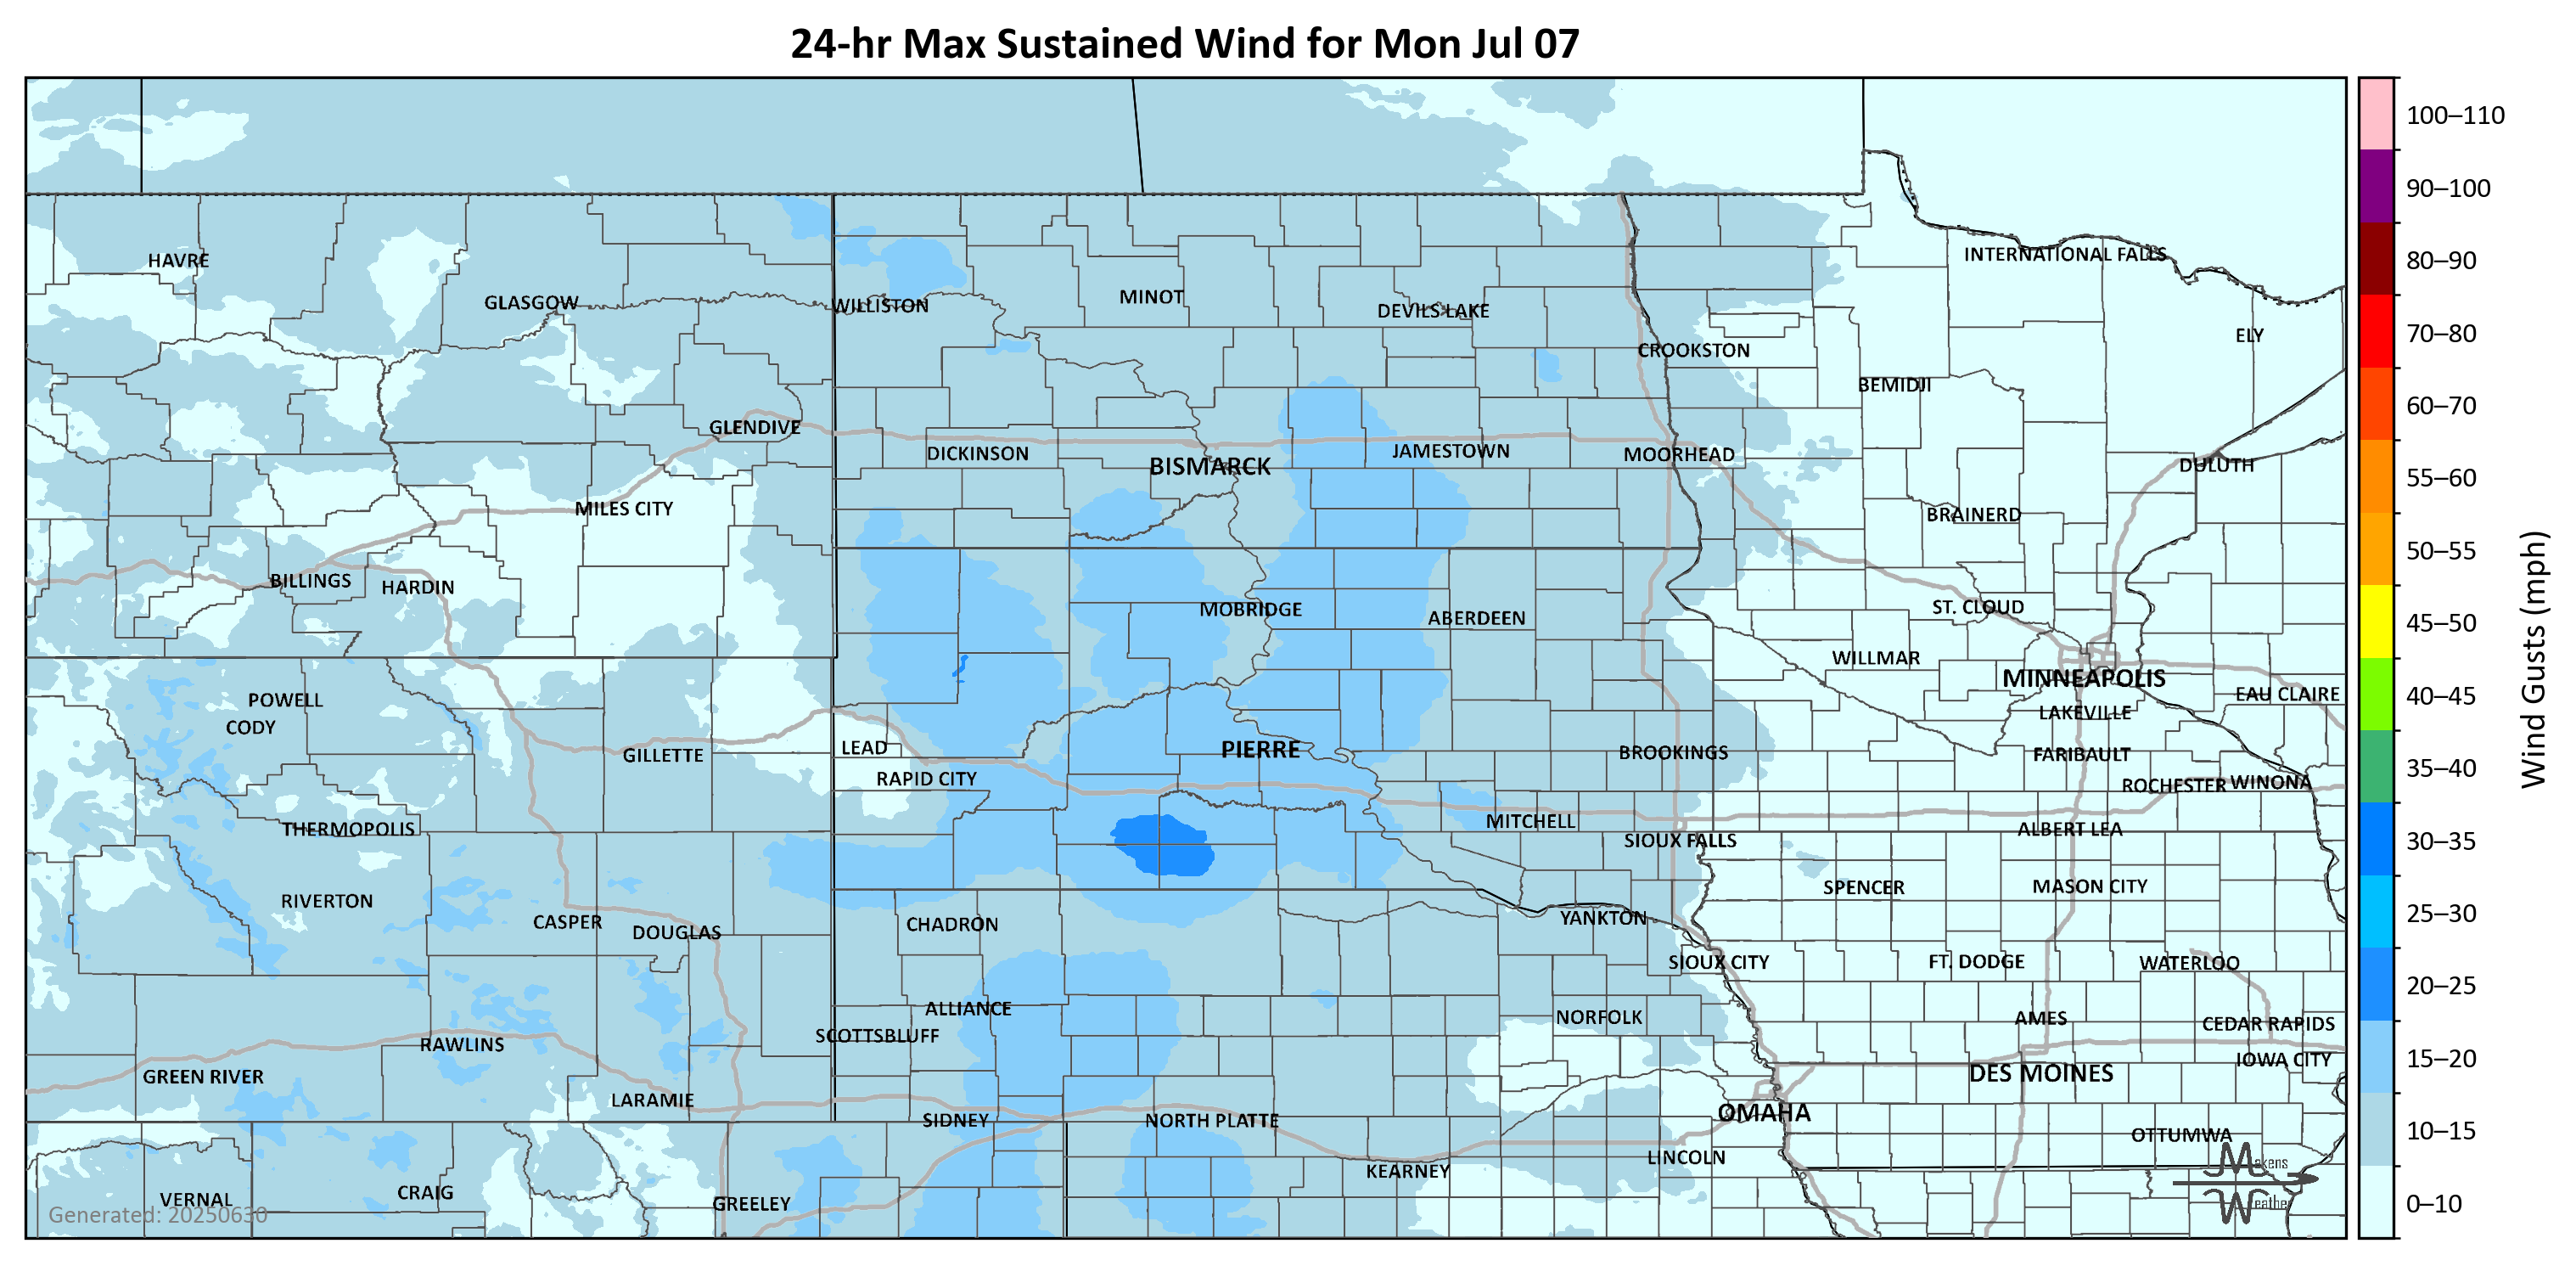 24-hr Max Sustained Wind for Mon Jul 07
100–110
90–100
80–90
70–80
60–70
55–60
50–55
45–50
40–45
35–40
30–35
25–30
20–25
15–20
10–15
0–10
Wind Gusts (mph)
INTERNATIONAL FALLS
HAVRE
MINOT
GLASGOW
WILLISTON
DEVILS LAKE
ELY
CROOKSTON
BEMIDJI
GLENDIVE
DICKINSON
JAMESTOWN
MOORHEAD
BISMARCK
DULUTH
MILES CITY
BRAINERD
BILLINGS
HARDIN
MOBRIDGE
ABERDEEN
ST. CLOUD
WILLMAR
MINNEAPOLIS
EAU CLAIRE
POWELL
LAKEVILLE
CODY
LEAD
PIERRE
BROOKINGS
GILLETTE
FARIBAULT
RAPID CITY
ROCHESTER
WINONA
MITCHELL
THERMOPOLIS
ALBERT LEA
SIOUX FALLS
SPENCER
MASON CITY
RIVERTON
YANKTON
CASPER
CHADRON
DOUGLAS
SIOUX CITY
FT. DODGE
WATERLOO
ALLIANCE
NORFOLK
AMES
CEDAR RAPIDS
SCOTTSBLUFF
RAWLINS
IOWA CITY
GREEN RIVER
DES MOINES
LARAMIE
OMAHA
SIDNEY
NORTH PLATTE
OTTUMWA
LINCOLN
KEARNEY
CRAIG
VERNAL
GREELEY
Makens
Weather
Generated: 20250630